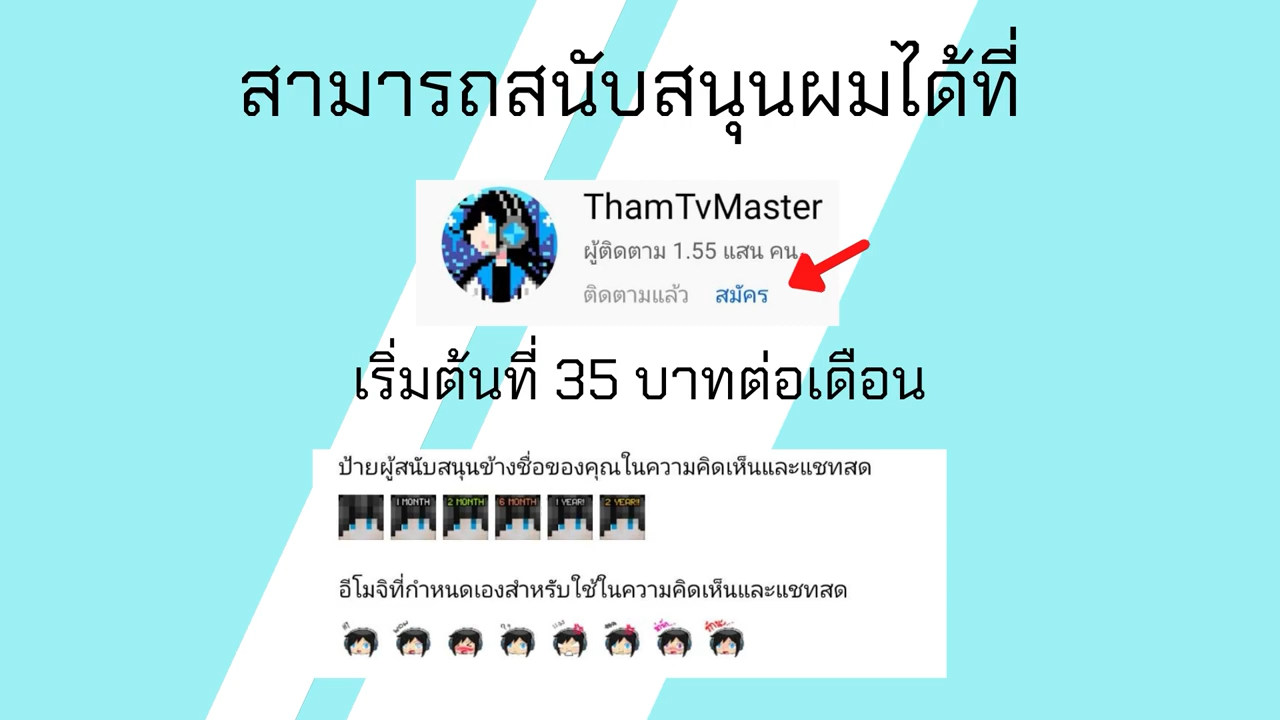 สามารถสนับสนุนผมได้ที่
ThamTvMaster
ผู้ติดตาม 1.55 แสน คน
ติดตามแล้ว สมัคร
เริ่มต้นที่ 35 บาทต่อเดือน
ป้ายผู้สนับสนุนข้างชื่อของคุณในความคิดเห็นและแชทสด
1 MONTH 2 MONTH 6 MONTH 1 YEAR! 2 YEAR!!
อีโมจิที่กำหนดเองสำหรับใช้ในความคิดเห็นและแชทสด